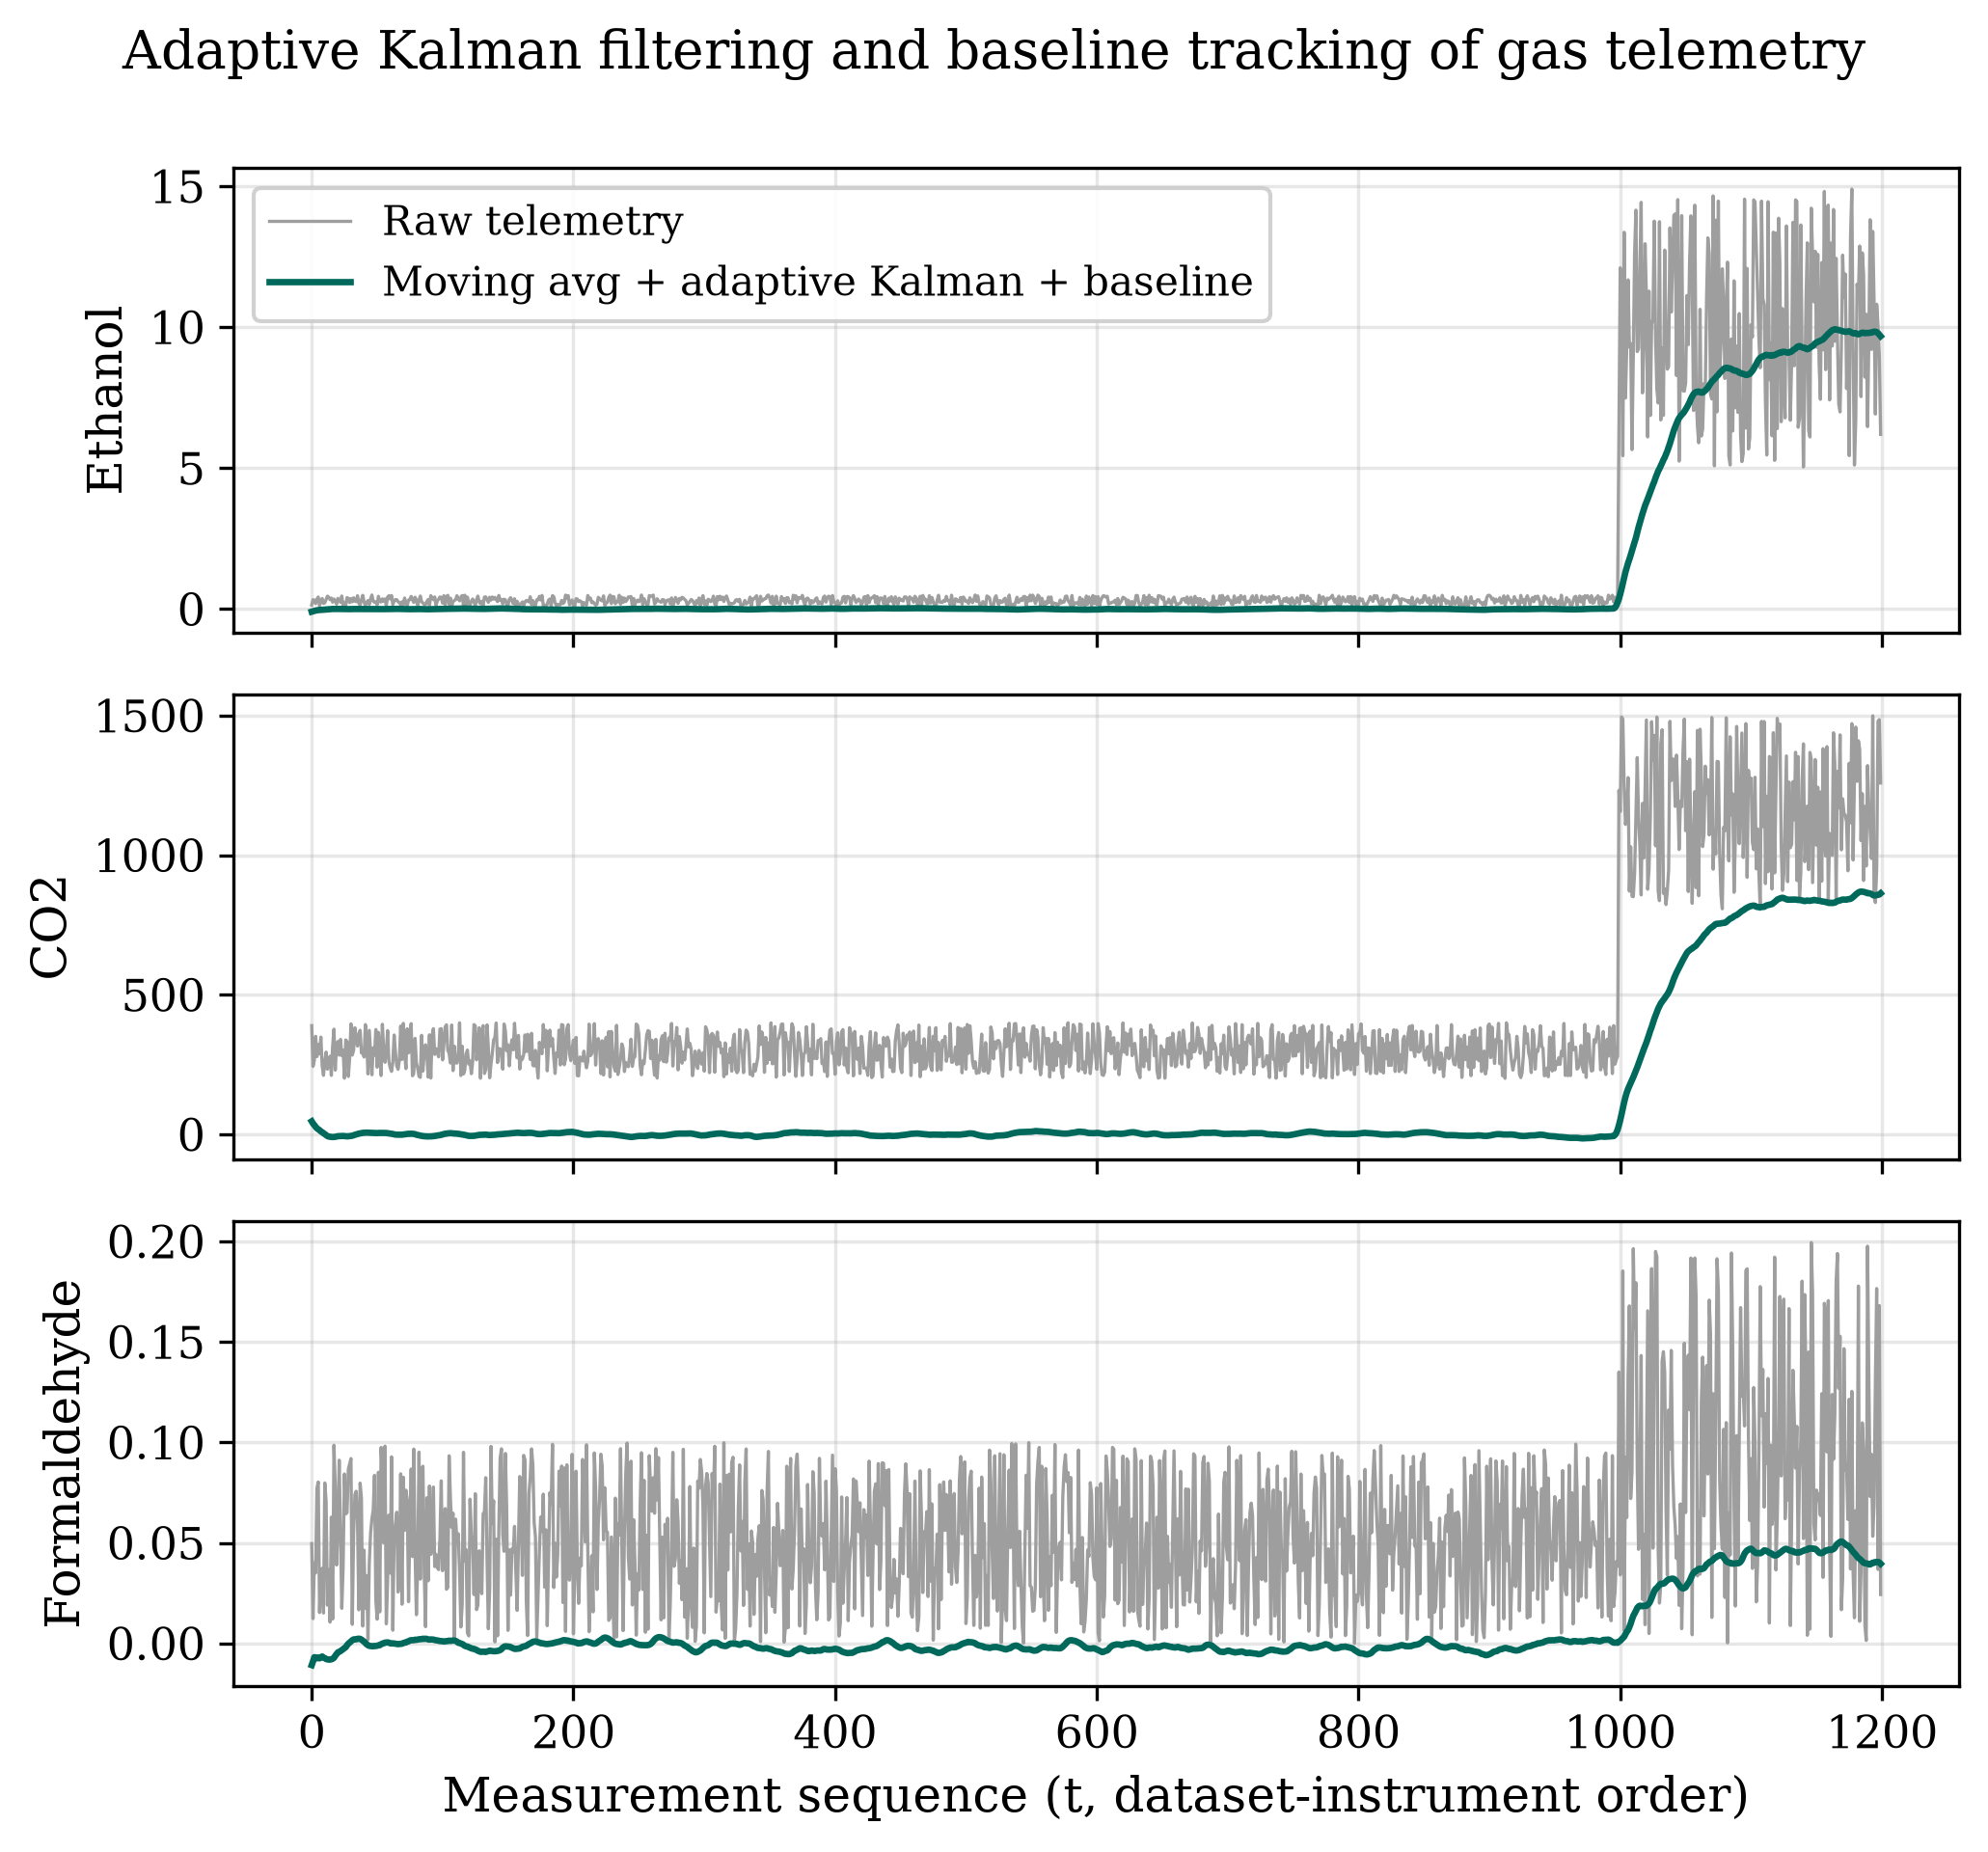 Adaptive Kalman filtering and baseline tracking of gas telemetry
Raw telemetry
Moving avg + adaptive Kalman + baseline
Ethanol
15
10
5
0
CO2
1500
1000
500
0
Formaldehyde
0.20
0.15
0.10
0.05
0.00
0 200 400 600 800 1000 1200
Measurement sequence (t, dataset-instrument order)